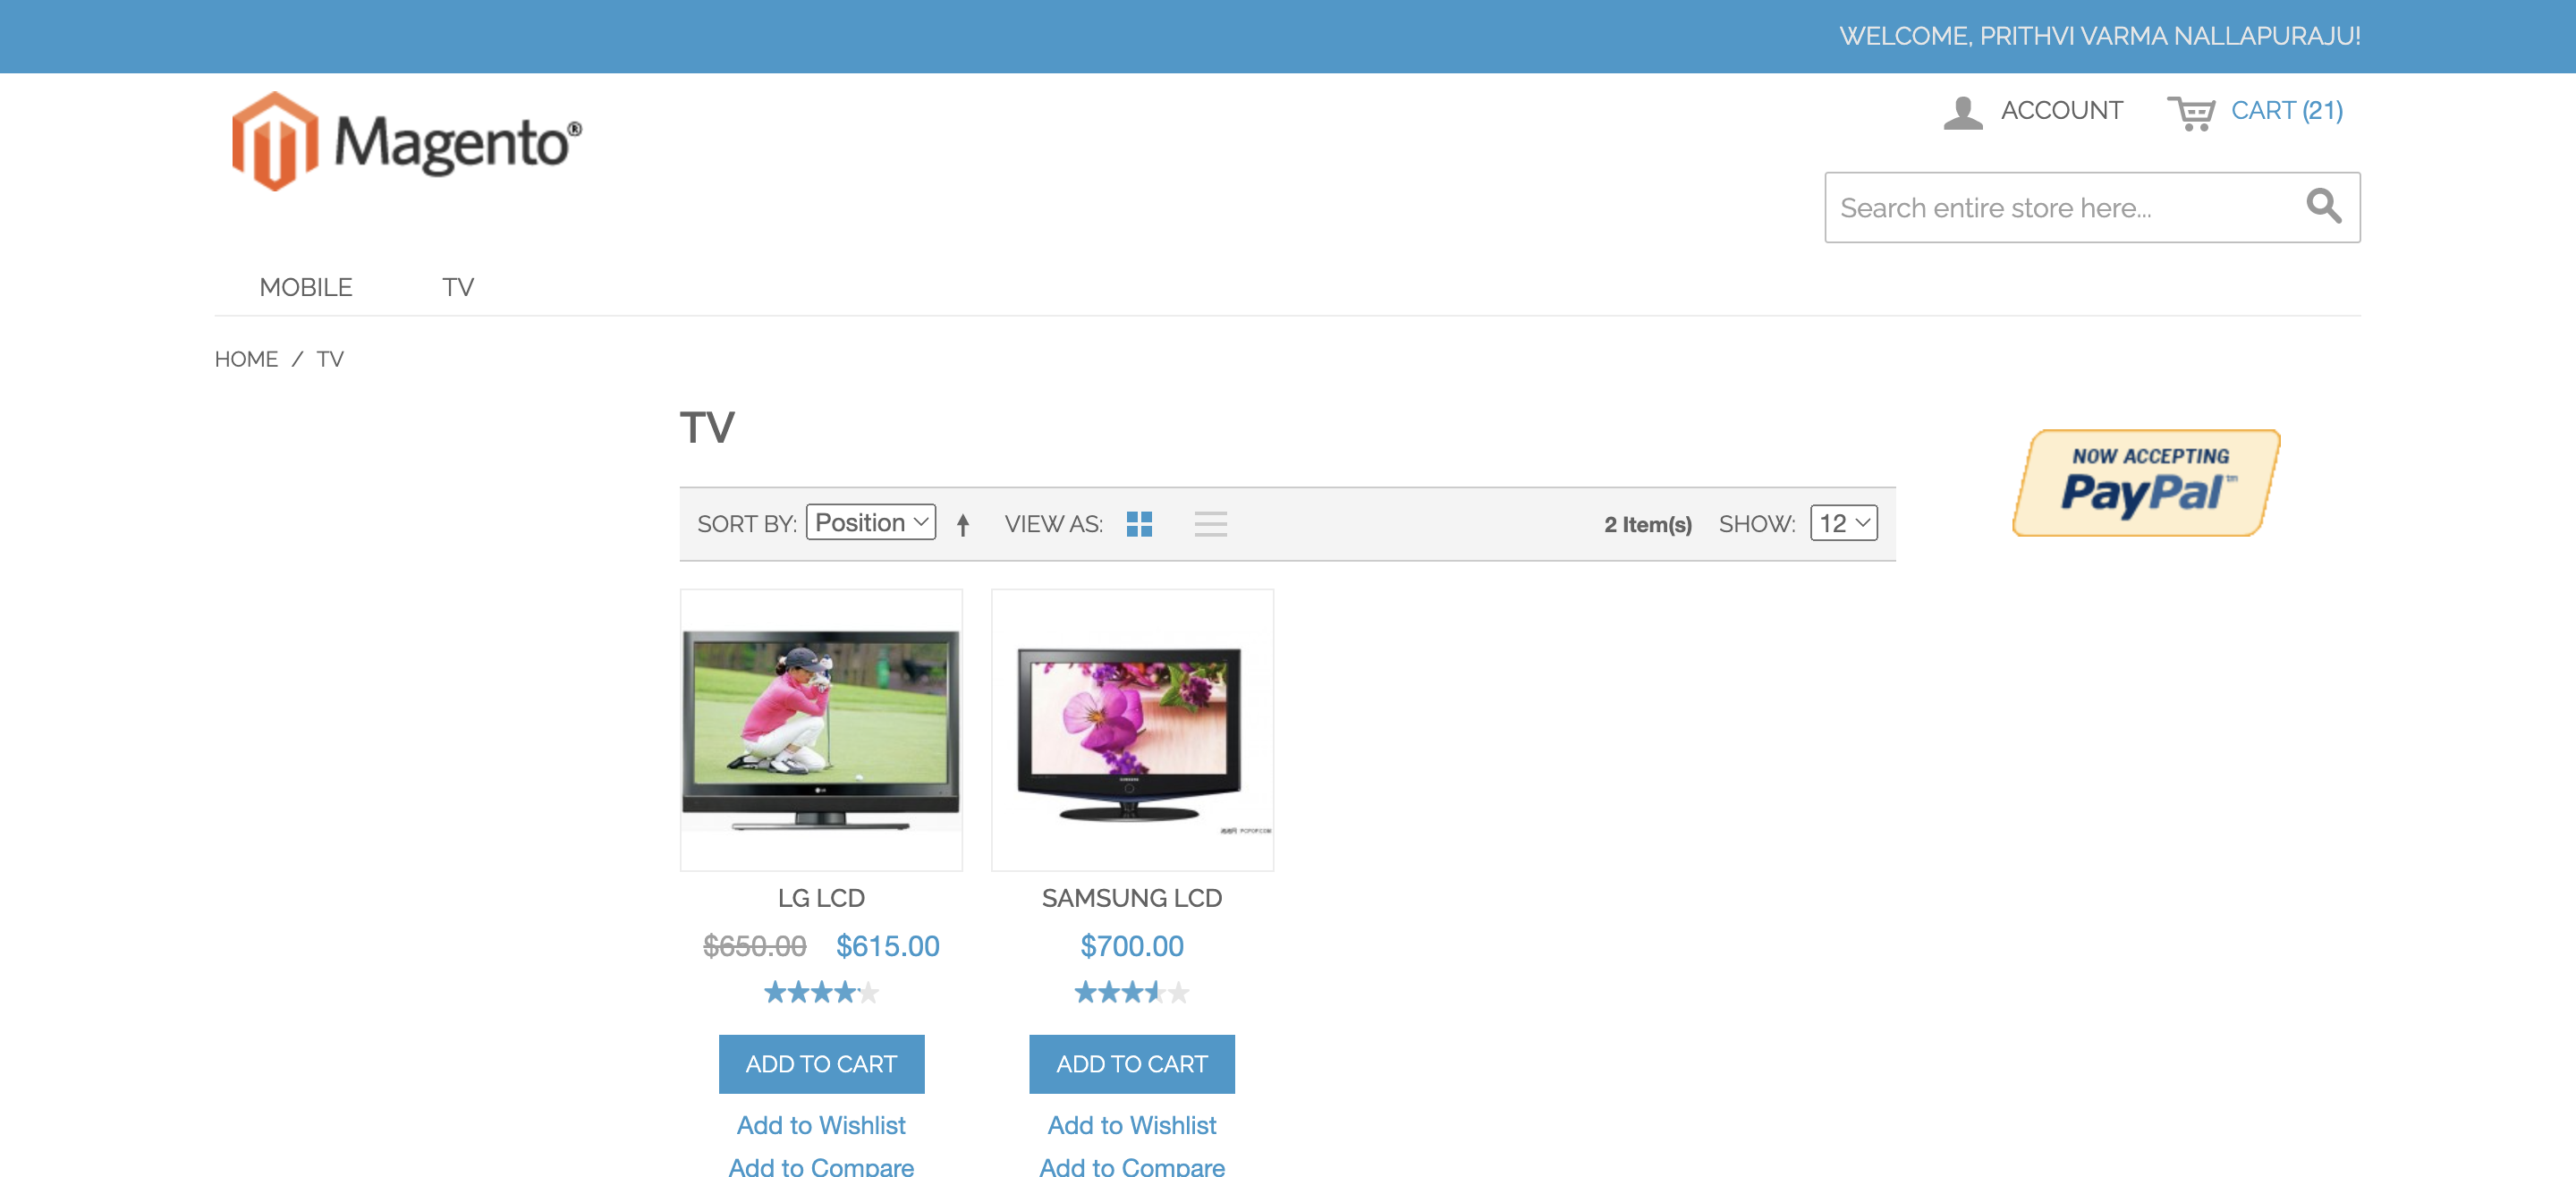 WELCOME, PRITHVI VARMA NALLAPURAJU!
Magento®
ACCOUNT
CART (21)
Search entire store here...
MOBILE TV
HOME / TV
TV
NOW ACCEPTING
PayPal™
SORT BY: Position VIEW AS: 2 Item(s) SHOW: 12
SAMSUNG
PCPOP.COM
LG LCD
$650.00 $615.00
ADD TO CART
Add to Wishlist
Add to Compare
SAMSUNG LCD
$700.00
ADD TO CART
Add to Wishlist
Add to Compare